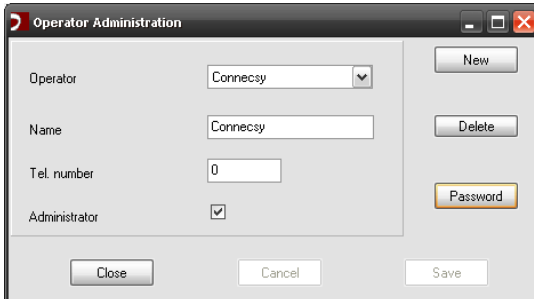 Operator Administration
Operator
Connecsy
New
Name
Connecsy
Delete
Tel. number
0
Password
Administrator
Close
Cancel
Save